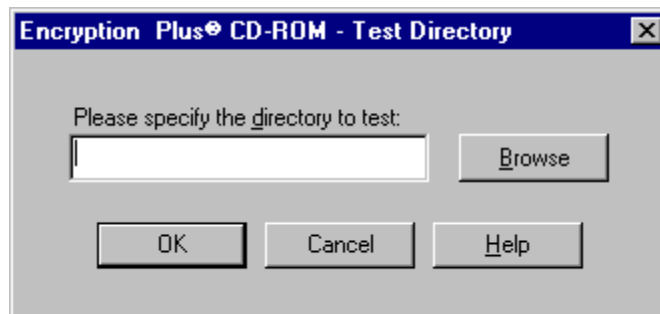 Encryption Plus® CD-ROM - Test Directory
Please specify the directory to test:
Browse
OK Cancel Help